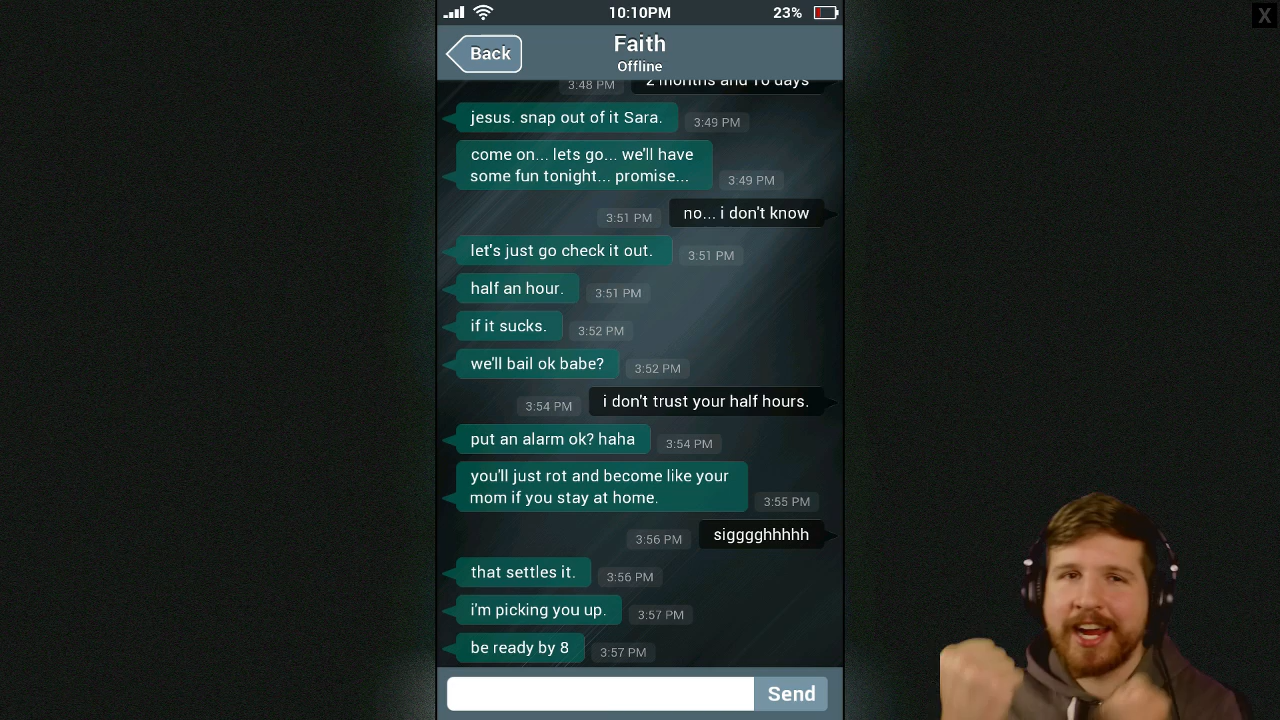 10:10PM
23%
X
Back
Faith
Offline
3:48 PM
2 months and 10 days
jesus. snap out of it Sara.
3:49 PM
come on... lets go... we'll have
some fun tonight... promise...
3:49 PM
3:51 PM
no... i don't know
let's just go check it out.
3:51 PM
half an hour.
3:51 PM
if it sucks.
3:52 PM
we'll bail ok babe?
3:52 PM
3:54 PM
i don't trust your half hours.
put an alarm ok? haha
3:54 PM
you'll just rot and become like your
mom if you stay at home.
3:55 PM
3:56 PM
sigggghhhhh
that settles it.
3:56 PM
i'm picking you up.
3:57 PM
be ready by 8
3:57 PM
Send